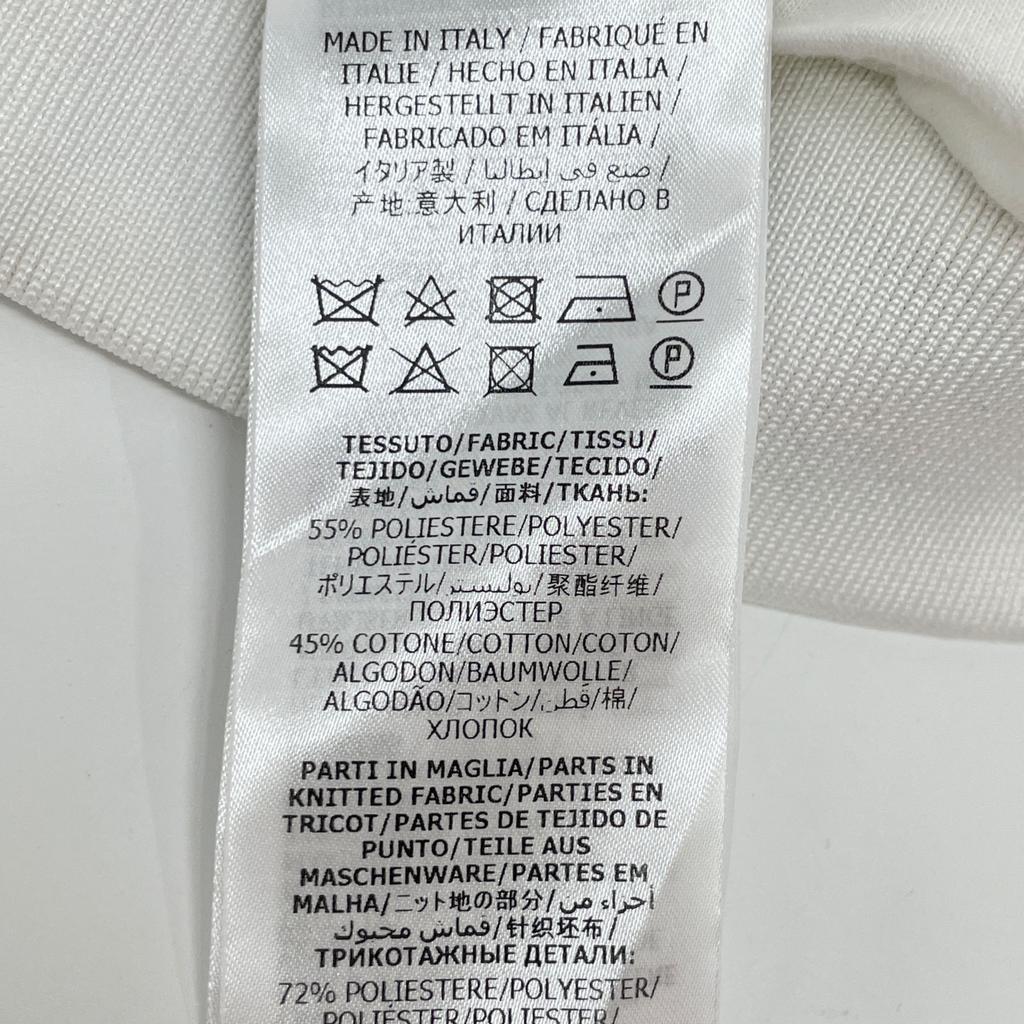 MADE IN ITALY / FABRIQUÉ EN
ITALIE / HECHO EN ITALIA /
HERGESTELLT IN ITALIEN /
FABRICADO EM ITÁLIA /
イタリア製 / صنع فى ايطاليا /
产地:意大利 / СДЕЛАНО В
ИТАЛИИ
P
P
TESSUTO/FABRIC/TISSU/
TEJIDO/GEWEBE/TECIDO/
表地/قماش/面料/ТКАНЬ:
55% POLIESTERE/POLYESTER/
POLIÉSTER/POLIESTER/
ポリエステル/بوليستر/聚酯纤维/
ПОЛИЭСТЕР
45% COTONE/COTTON/COTON/
ALGODON/BAUMWOLLE/
ALGODÃO/コットン/قطن/棉/
ХЛОПОК
PARTI IN MAGLIA/PARTS IN
KNITTED FABRIC/PARTIES EN
TRICOT/PARTES DE TEJIDO DE
PUNTO/TEILE AUS
MASCHENWARE/PARTES EM
MALHA/ニット地の部分/أجزاء من
قماش محبوك/针织坯布/
ТРИКОТАЖНЫЕ ДЕТАЛИ:
72% POLIESTERE/POLYESTER/
POLIÉSTER/POLIESTER/